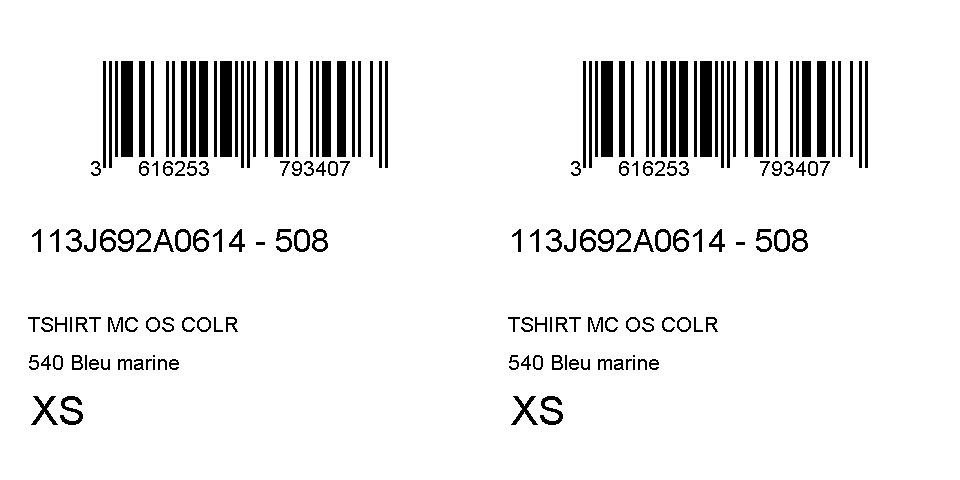 3 616253 793407
113J692A0614 - 508
TSHIRT MC OS COLR
540 Bleu marine
XS
3 616253 793407
113J692A0614 - 508
TSHIRT MC OS COLR
540 Bleu marine
XS